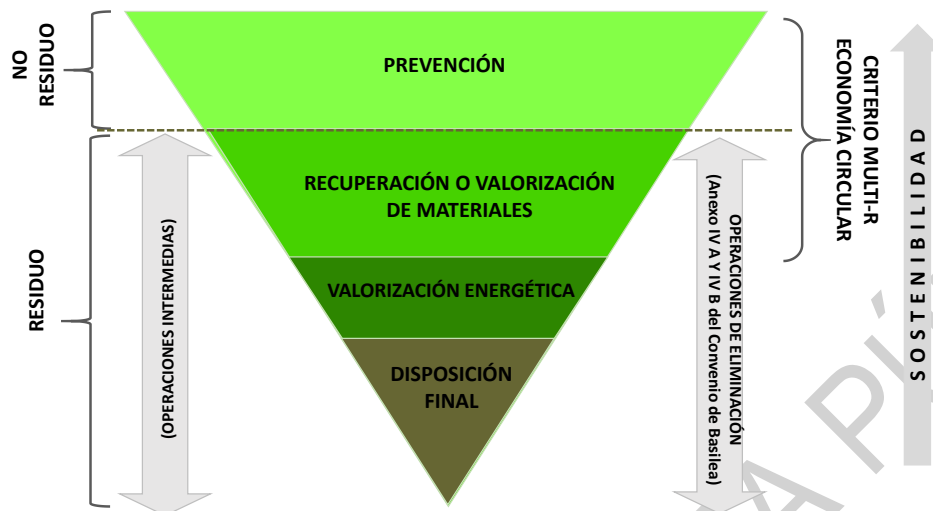 NO
RESIDUO
PREVENCIÓN
CRITERIO MULTI-R
ECONOMÍA CIRCULAR
SOSTENIBILIDAD
RECUPERACIÓN O VALORIZACIÓN
DE MATERIALES
RESIDUO
(OPERACIONES INTERMEDIAS)
VALORIZACIÓN ENERGÉTICA
OPERACIONES DE ELIMINACIÓN
(Anexo IV A Y IV B del Convenio de Basilea)
DISPOSICIÓN
FINAL